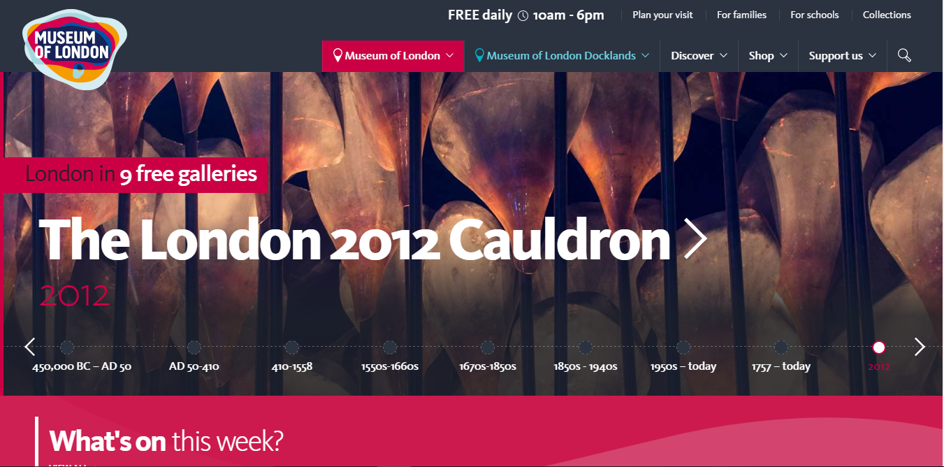 MUSEUM
OF LONDON
FREE daily 10am - 6pm
Plan your visit
For families
For schools
Collections
Museum of London
Museum of London Docklands
Discover
Shop
Support us
London in 9 free galleries
The London 2012 Cauldron
2012
450,000 BC – AD 50
AD 50-410
410-1558
1550s-1660s
1670s-1850s
1850s - 1940s
1950s – today
1757 – today
2012
What's on this week?